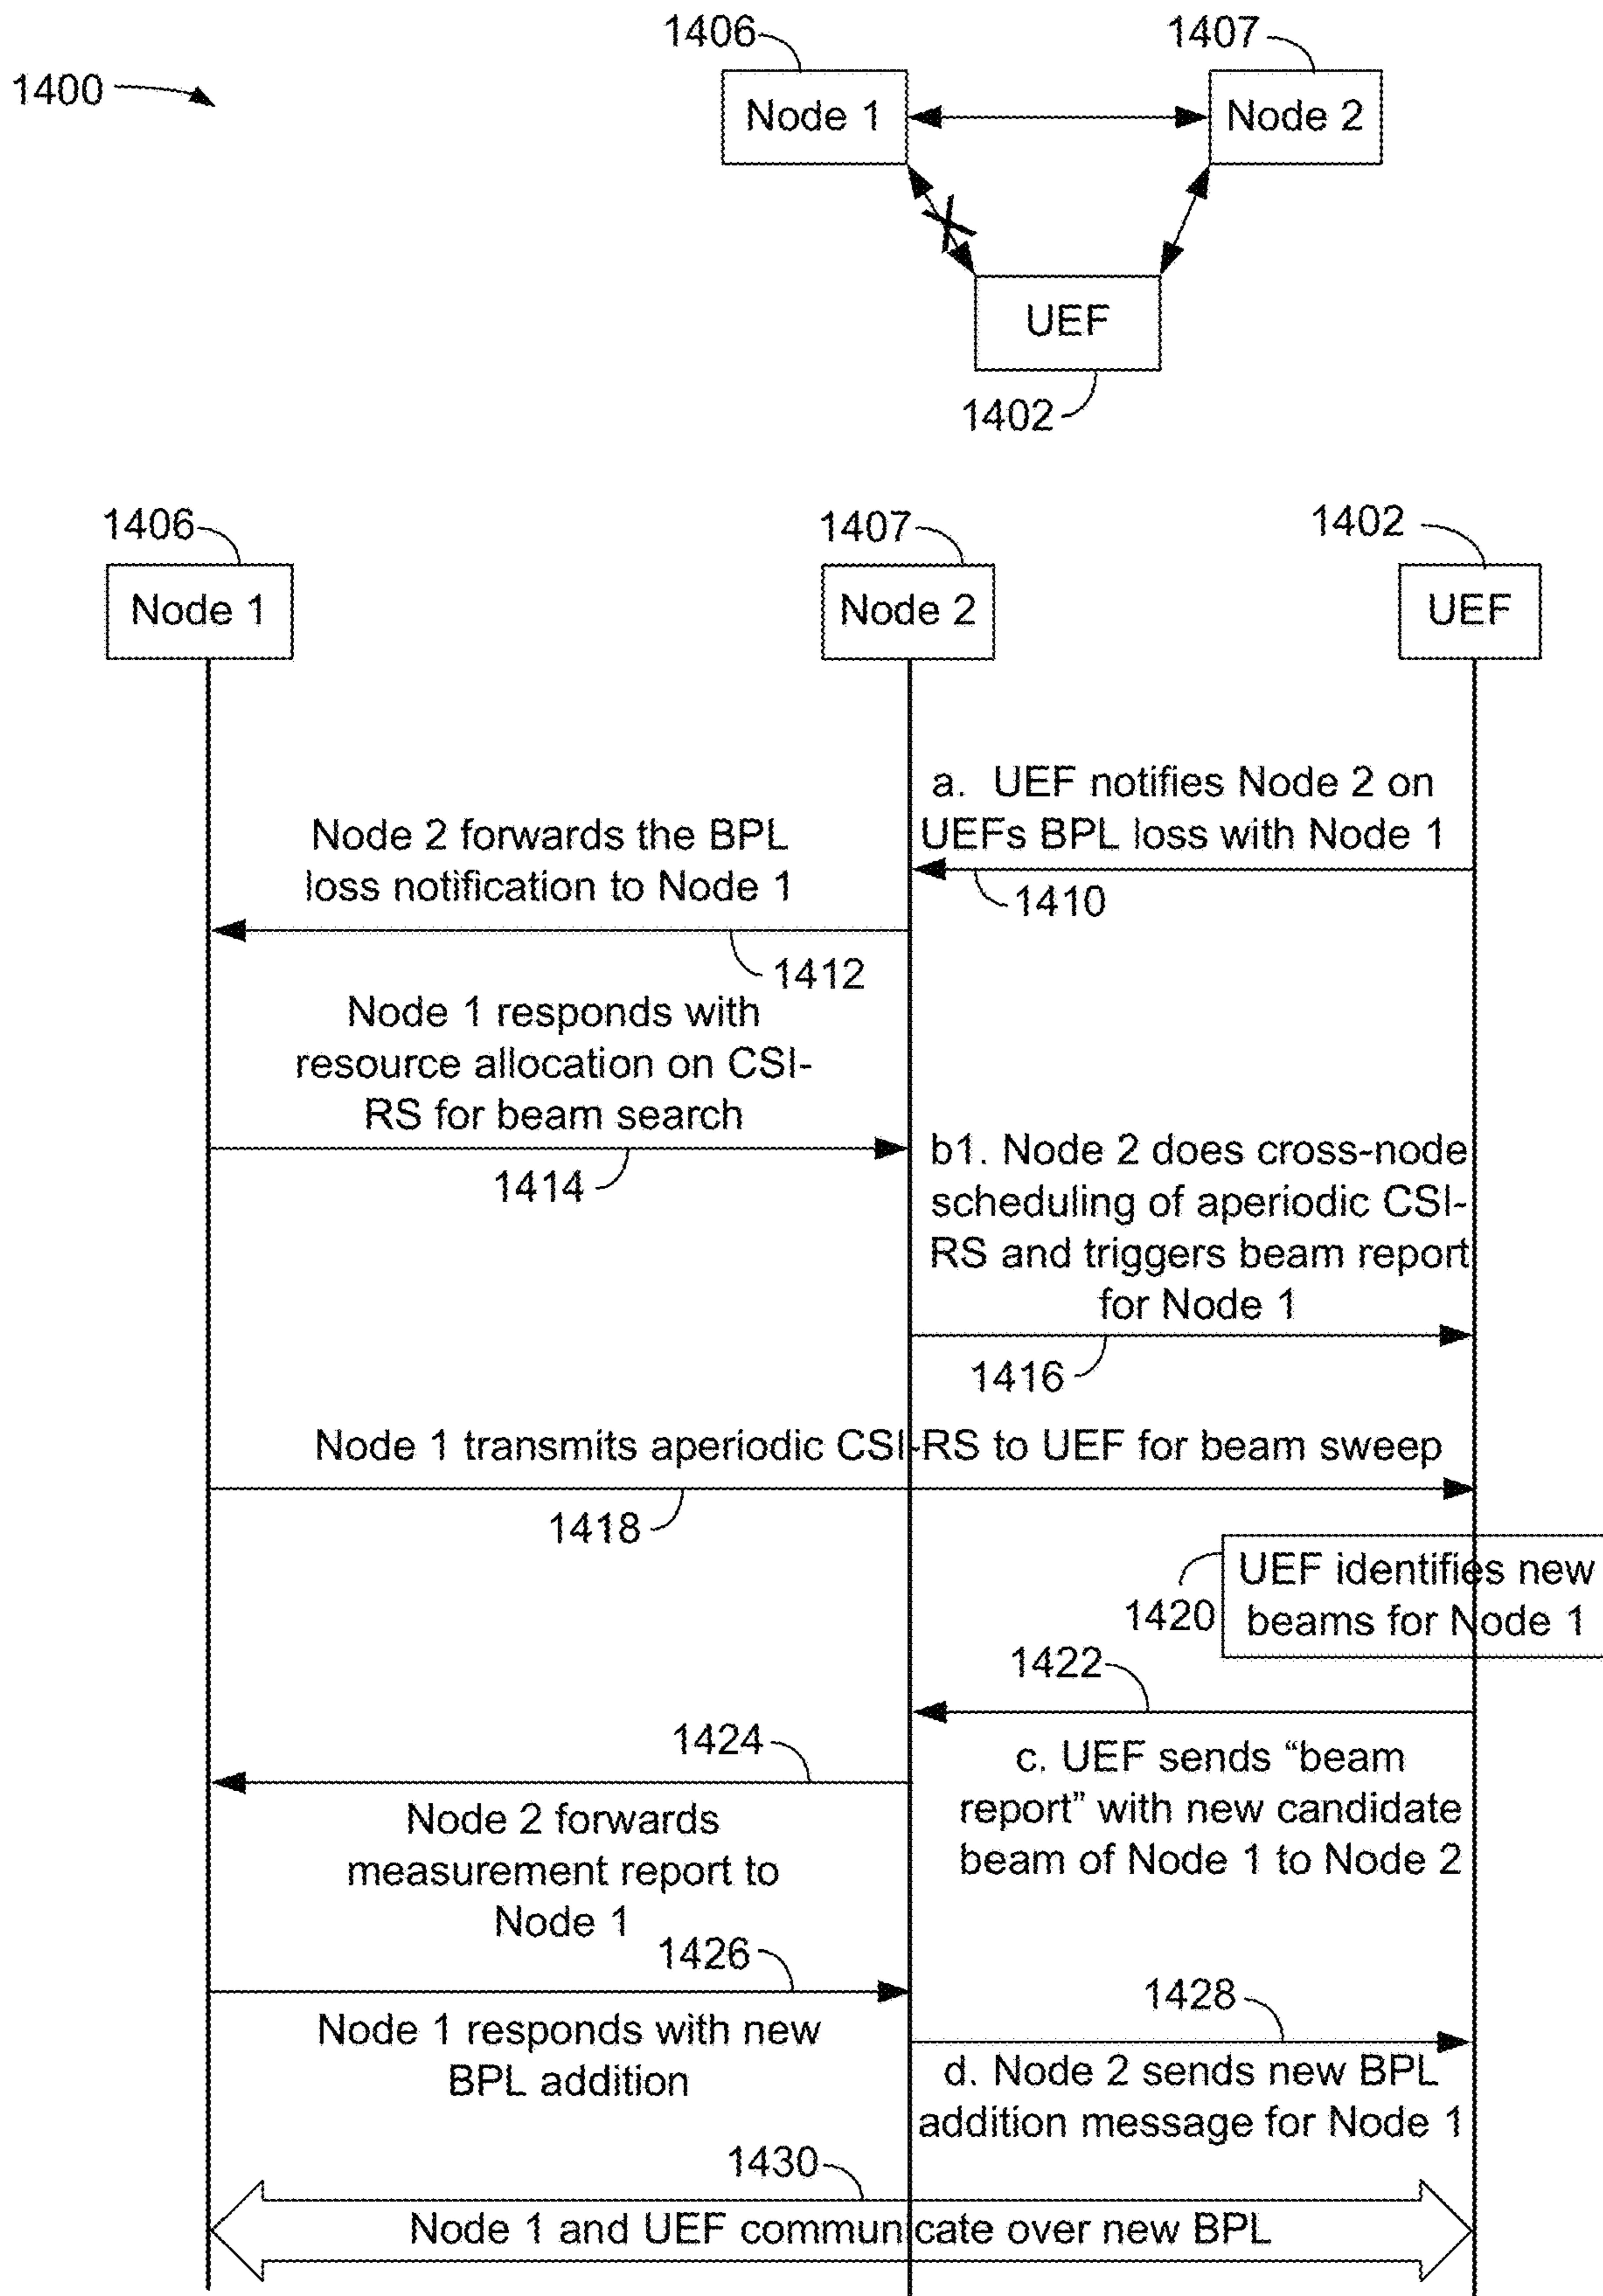 1406
1407
1400
Node 1
Node 2
UEF
1402
1406
1407
1402
Node 1
Node 2
UEF
a. UEF notifies Node 2 on
UEFs BPL loss with Node 1
1410
Node 2 forwards the BPL
loss notification to Node 1
1412
Node 1 responds with
resource allocation on CSI-
RS for beam search
1414
b1. Node 2 does cross-node
scheduling of aperiodic CSI-
RS and triggers beam report
for Node 1
1416
Node 1 transmits aperiodic CSI-RS to UEF for beam sweep
1418
UEF identifies new
beams for Node 1
1420
1422
c. UEF sends “beam
report” with new candidate
beam of Node 1 to Node 2
1424
Node 2 forwards
measurement report to
Node 1
1426
Node 1 responds with new
BPL addition
1428
d. Node 2 sends new BPL
addition message for Node 1
1430
Node 1 and UEF communicate over new BPL